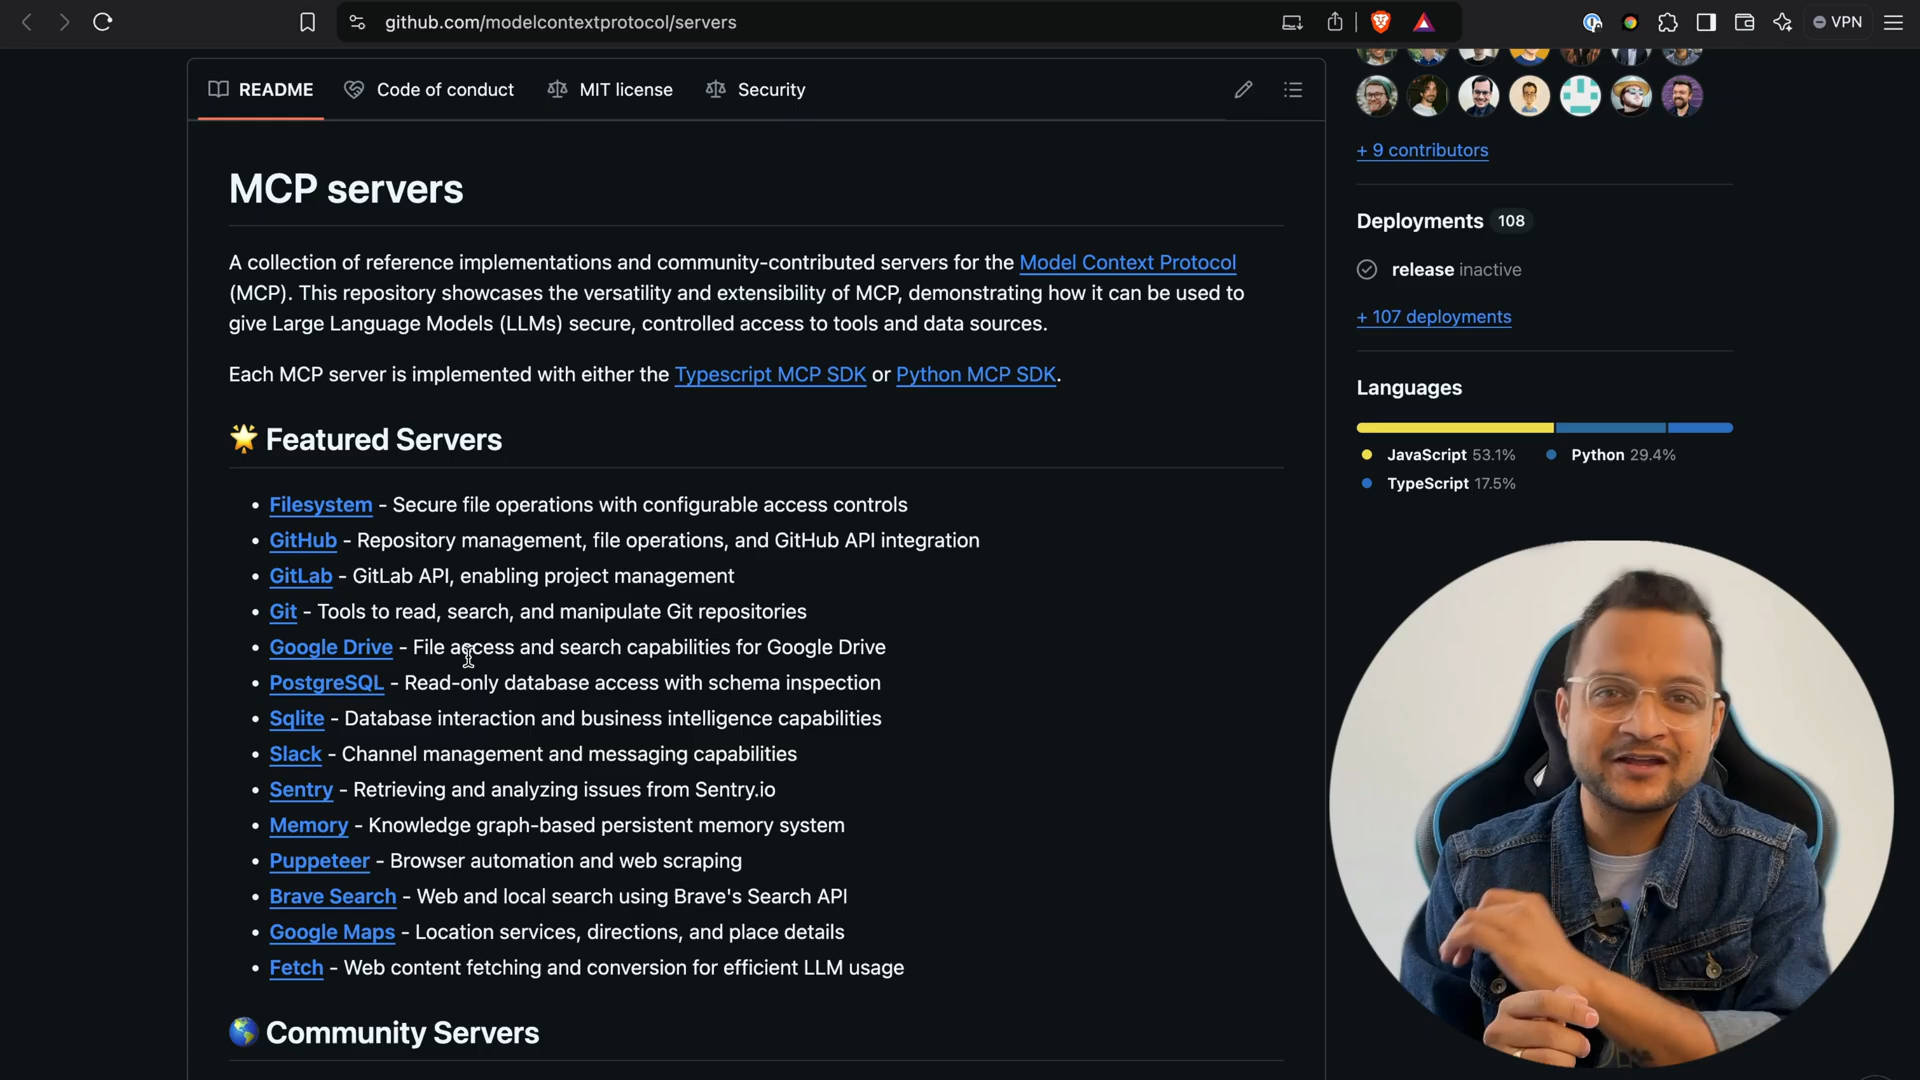 github.com/modelcontextprotocol/servers
VPN
README
Code of conduct
MIT license
Security
MCP servers
A collection of reference implementations and community-contributed servers for the Model Context Protocol
(MCP). This repository showcases the versatility and extensibility of MCP, demonstrating how it can be used to
give Large Language Models (LLMs) secure, controlled access to tools and data sources.
Each MCP server is implemented with either the Typescript MCP SDK or Python MCP SDK.
🌟 Featured Servers
• Filesystem - Secure file operations with configurable access controls
• GitHub - Repository management, file operations, and GitHub API integration
• GitLab - GitLab API, enabling project management
• Git - Tools to read, search, and manipulate Git repositories
• Google Drive - File access and search capabilities for Google Drive
• PostgreSQL - Read-only database access with schema inspection
• Sqlite - Database interaction and business intelligence capabilities
• Slack - Channel management and messaging capabilities
• Sentry - Retrieving and analyzing issues from Sentry.io
• Memory - Knowledge graph-based persistent memory system
• Puppeteer - Browser automation and web scraping
• Brave Search - Web and local search using Brave's Search API
• Google Maps - Location services, directions, and place details
• Fetch - Web content fetching and conversion for efficient LLM usage
🌎 Community Servers
+ 9 contributors
Deployments 108
release inactive
+ 107 deployments
Languages
JavaScript 53.1%
Python 29.4%
TypeScript 17.5%